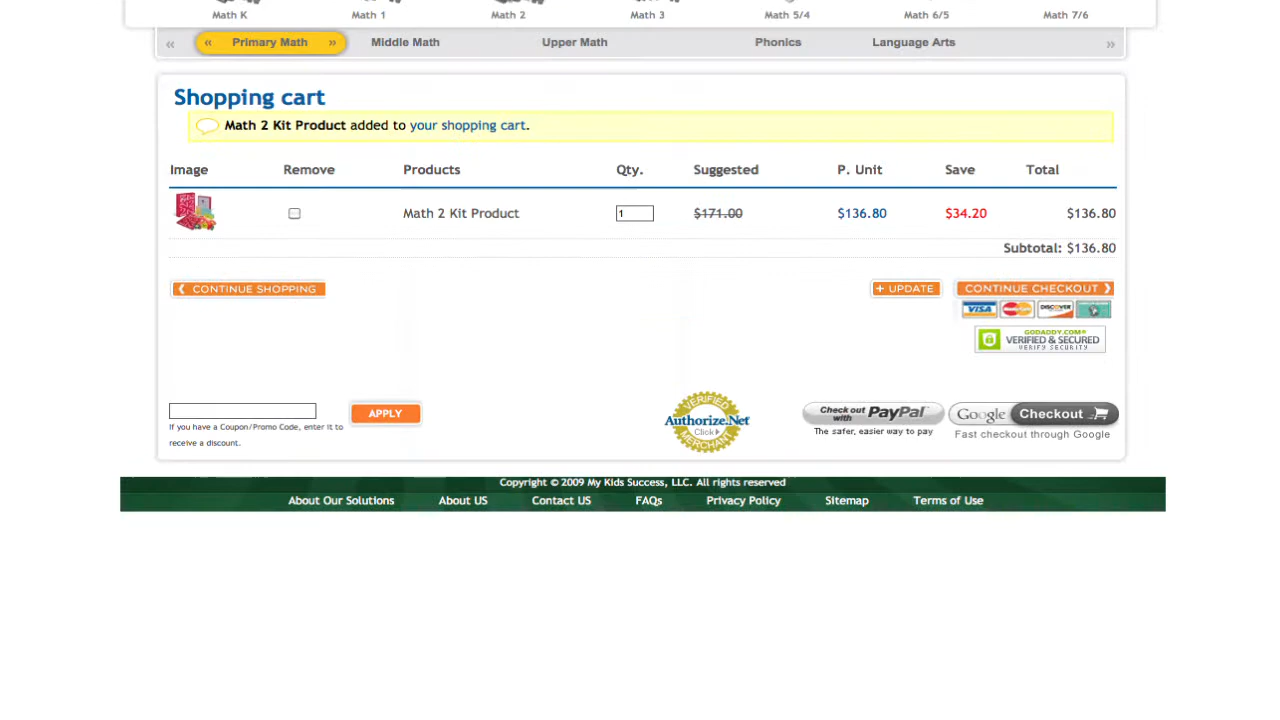 Math K Math 1 Math 2 Math 3 Math 5/4 Math 6/5 Math 7/6
« « Primary Math » Middle Math Upper Math Phonics Language Arts »
Shopping cart
Math 2 Kit Product added to your shopping cart.
Image Remove Products Qty. Suggested P. Unit Save Total
Math 2 Kit Product 1 $171.00 $136.80 $34.20 $136.80
Subtotal: $136.80
❮ CONTINUE SHOPPING + UPDATE CONTINUE CHECKOUT ❯
VISA MasterCard DISCOVER
GODADDY.COM®
VERIFIED & SECURED
VERIFY SECURITY
APPLY
If you have a Coupon/Promo Code, enter it to
receive a discount.
VERIFIED
Authorize.Net
Click
MERCHANT
Check out with PayPal
The safer, easier way to pay
Google Checkout
Fast checkout through Google
Copyright © 2009 My Kids Success, LLC. All rights reserved
About Our Solutions About US Contact US FAQs Privacy Policy Sitemap Terms of Use